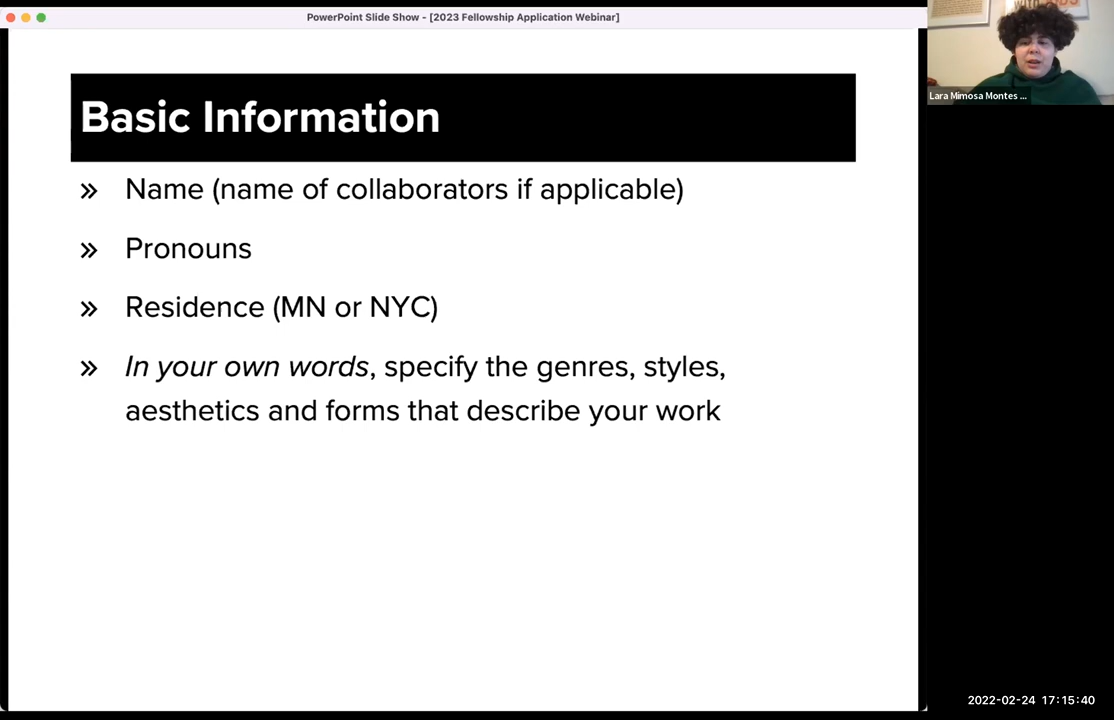 PowerPoint Slide Show - [2023 Fellowship Application Webinar]
Basic Information
» Name (name of collaborators if applicable)
» Pronouns
» Residence (MN or NYC)
» In your own words, specify the genres, styles,
aesthetics and forms that describe your work
Lara Mimosa Montes ...
2022-02-24 17:15:40